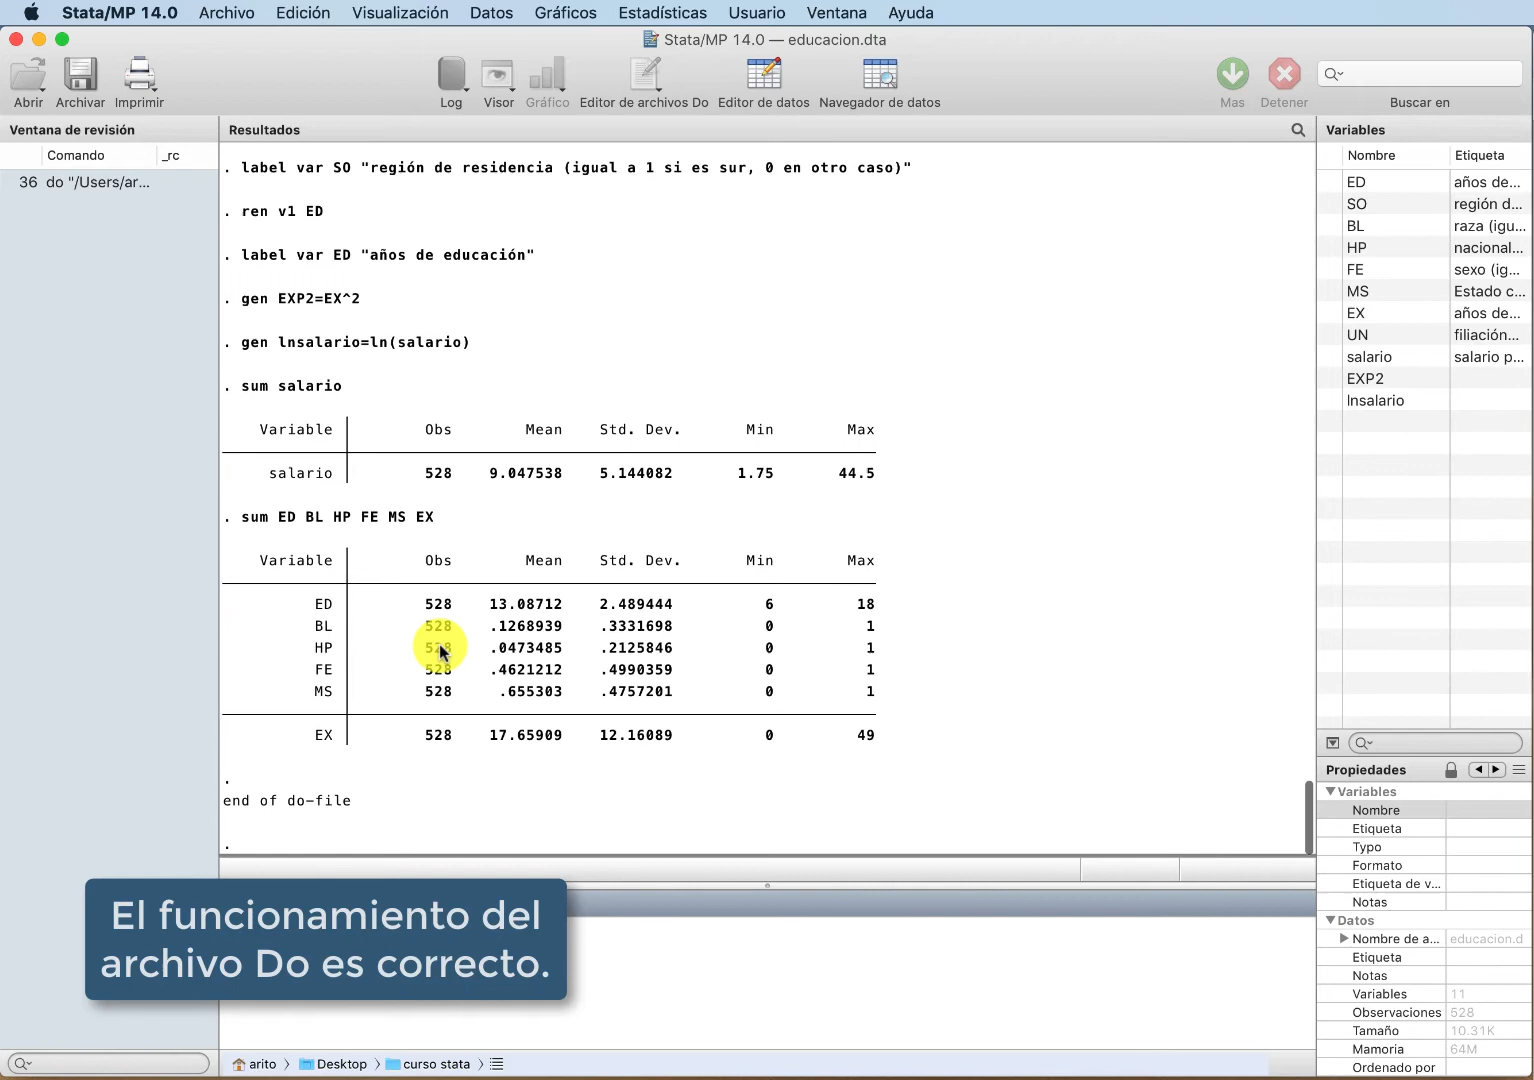 Stata/MP 14.0 Archivo Edición Visualización Datos Gráficos Estadísticas Usuario Ventana Ayuda
Stata/MP 14.0 — educacion.dta
Abrir Archivar Imprimir Log Visor Gráfico Editor de archivos Do Editor de datos Navegador de datos Mas Detener Buscar en
Ventana de revisión
Comando _rc
36 do "/Users/ar...
Resultados
. label var SO "región de residencia (igual a 1 si es sur, 0 en otro caso)"
. ren v1 ED
. label var ED "años de educación"
. gen EXP2=EX^2
. gen lnsalario=ln(salario)
. sum salario
Variable Obs Mean Std. Dev. Min Max
salario 528 9.047538 5.144082 1.75 44.5
. sum ED BL HP FE MS EX
Variable Obs Mean Std. Dev. Min Max
ED 528 13.08712 2.489444 6 18
BL 528 .1268939 .3331698 0 1
HP 528 .0473485 .2125846 0 1
FE 528 .4621212 .4990359 0 1
MS 528 .655303 .4757201 0 1
EX 528 17.65909 12.16089 0 49
.
end of do-file
.
Variables
Nombre Etiqueta
ED años de...
SO región d...
BL raza (igu...
HP nacional...
FE sexo (ig...
MS Estado c...
EX años de...
UN filiación...
salario salario p...
EXP2
lnsalario
Propiedades
Variables
Nombre
Etiqueta
Typo
Formato
Etiqueta de v...
Notas
Datos
Nombre de a... educacion.d
Etiqueta
Notas
Variables 11
Observaciones 528
Tamaño 10.31K
Mamoria 64M
Ordenado por
El funcionamiento del
archivo Do es correcto.
arito Desktop curso stata